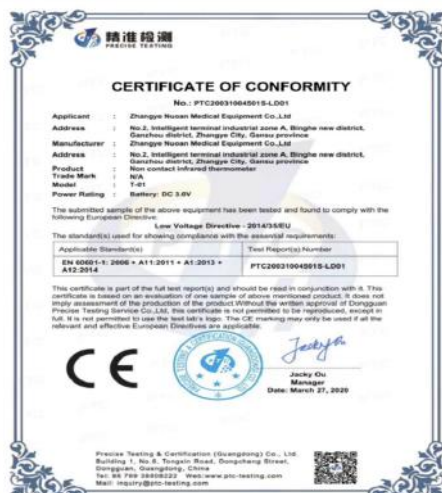 精准检测
PRECISE TESTING
CERTIFICATE OF CONFORMITY
No.: PTC20031004501S-LD01
Applicant : Zhangye Nuoan Medical Equipment Co.,Ltd
Address : No.2, Intelligent terminal industrial zone A, Binghe new district,
Ganzhou district, Zhangye City, Gansu province
Manufacturer : Zhangye Nuoan Medical Equipment Co.,Ltd
Address : No.2, Intelligent terminal industrial zone A, Binghe new district,
Ganzhou district, Zhangye City, Gansu province
Product : Non contact infrared thermometer
Trade Mark : N/A
Model : T-01
Power Rating : Battery: DC 3.0V
The submitted sample of the above equipment has been tested and found to comply with the
following European Directive:
Low Voltage Directive - 2014/35/EU
The standard(s) used for showing compliance with the essential requirements:
Applicable Standard(s) Test Report(s) Number
EN 60601-1: 2006 + A11:2011 + A1:2013 +
A12:2014 PTC20031004501S-LD01
This certificate is part of the full test report(s) and should be read in conjunction with it. This
certificate is based on an evaluation of one sample of above mentioned product. It does not
imply assessment of the production of the product.Without the written approval of Dongguan
Precise Testing Service Co.,Ltd, this certificate is not permitted to be reproduced, except in
full. It is not permitted to use the test lab's logo. The CE marking may only be used if all the
relevant and effective European Directives are applicable.
CE
Jacky Ou
Manager
Date: March 27, 2020
Precise Testing & Certification (Guangdong) Co., Ltd.
Building 1, No.8, Tongxin Road, Dongcheng Street,
Dongguan, Guangdong, China
Tel: 86 769 38808222 Web:www.ptc-testing.com
Mail: inquiry@ptc-testing.com